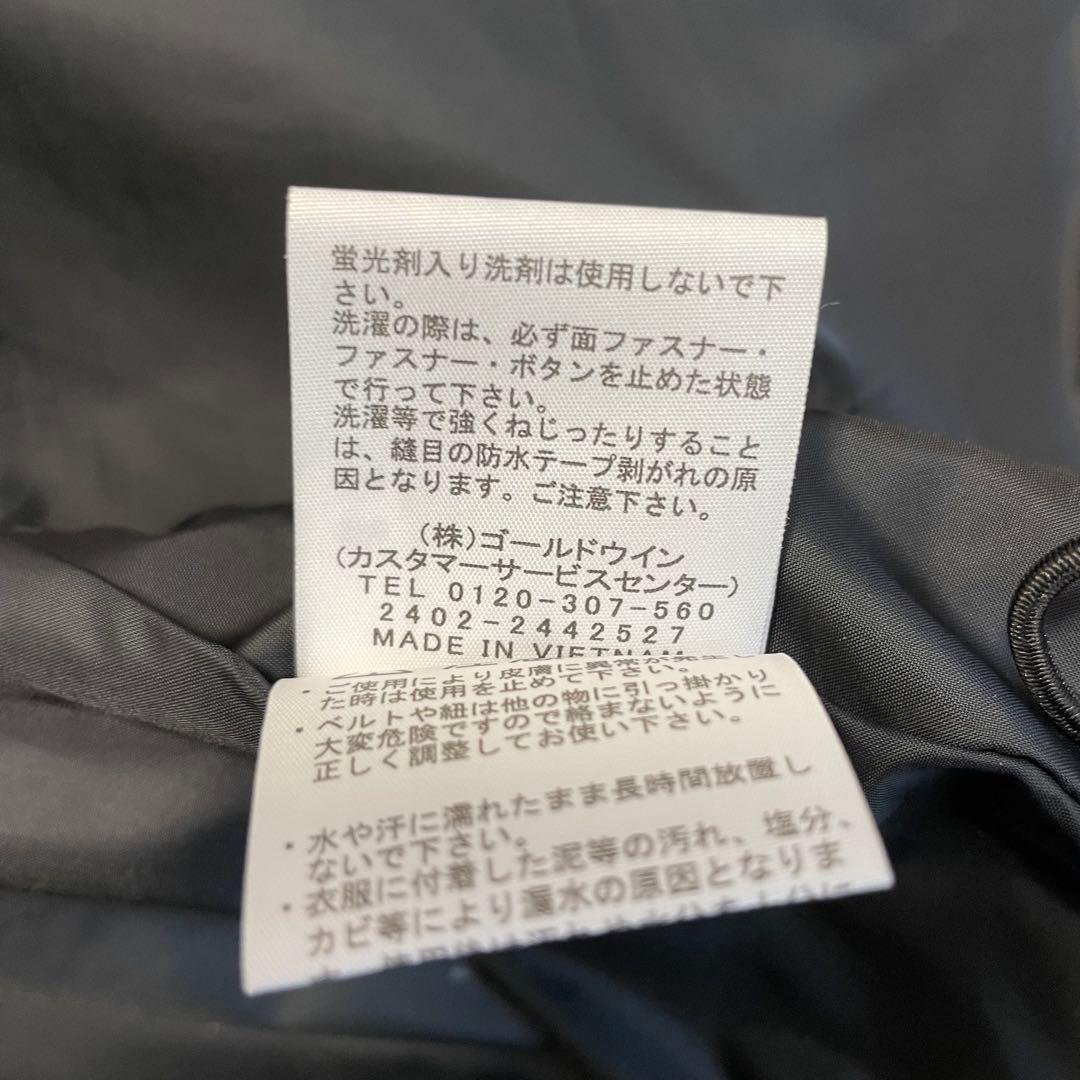 蛍光剤入り洗剤は使用しないで下
さい。
洗濯の際は、必ず面ファスナー・
ファスナー・ボタンを止めた状態
で行って下さい。
洗濯等で強くねじったりすること
は、縫目の防水テープ剥がれの原
因となります。ご注意下さい。
(株)ゴールドウイン
(カスタマーサービスセンター)
TEL 0120-307-560
2402-2442527
MADE IN VIETNAM
・ご使用により皮膚に異常が発生し
た時は使用を止めて下さい。
・ベルトや紐は他の物に引っ掛かり
大変危険ですので絡まないように
正しく調整してお使い下さい。
・水や汗に濡れたまま長時間放置し
ないで下さい。
・衣服に付着した泥等の汚れ、塩分、
カビ等により漏水の原因となりま